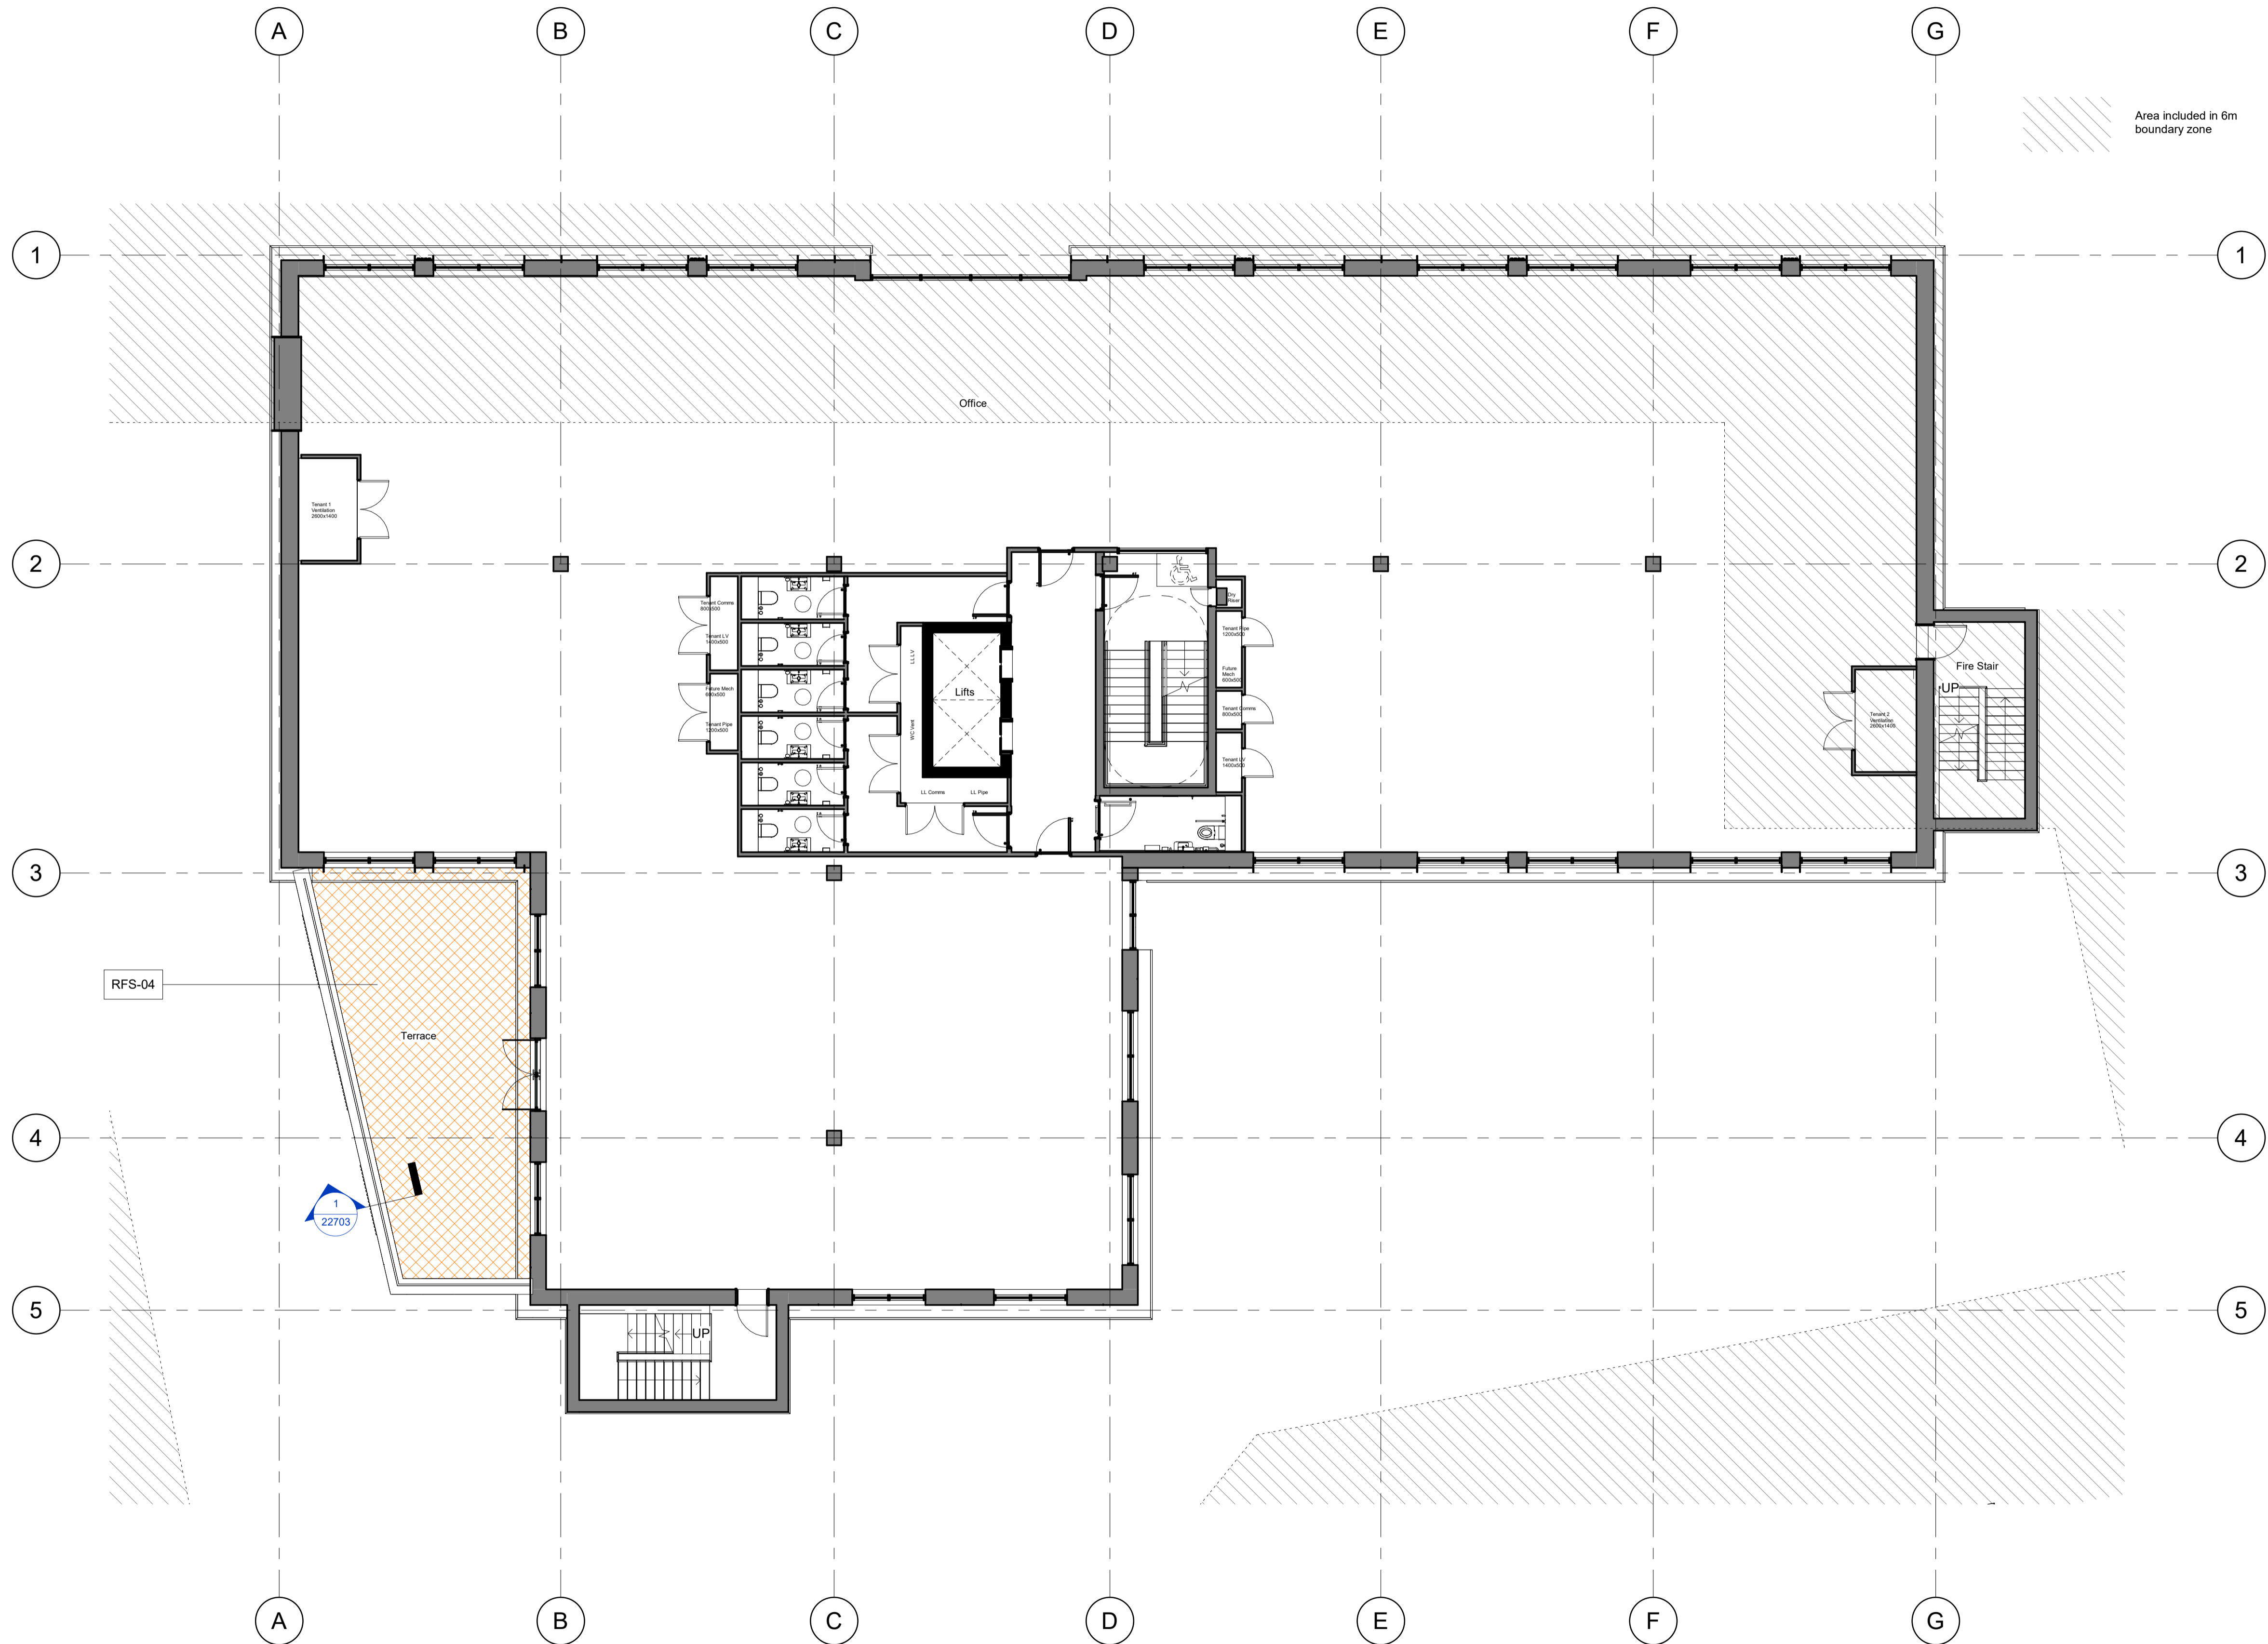 A B C D E F G
Area included in 6m
boundary zone
1 1
Office
Tenant 1
Ventilation
2600x1400
2 2
Tenant Comms
800x500
Tenant LV
1400x500
Future Mech
600x500
Tenant Pipe
1200x500
LL LV
WC Vent
Lifts
LL Comms
LL Pipe
Dry
Riser
Tenant Pipe
1200x500
Future
Mech
600x500
Tenant Comms
800x500
Tenant LV
1400x500
Fire Stair
UP
Tenant 2
Ventilation
2600x1400
3 3
RFS-04
Terrace
4 4
1
22703
5 5
UP
A B C D E F G